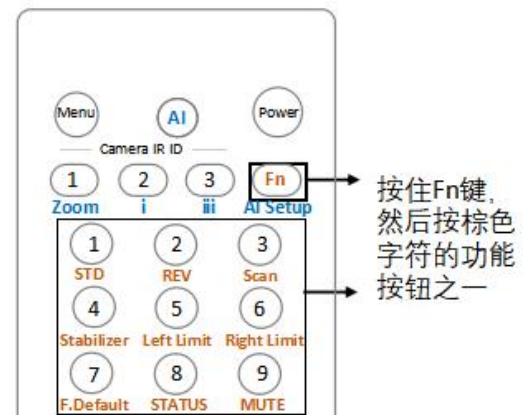 Menu
AI
Power
Camera IR ID
1
2
3
Fn
Zoom
i
iii
AI Setup
1
2
3
STD
REV
Scan
4
5
6
Stabilizer
Left Limit
Right Limit
7
8
9
F.Default
STATUS
MUTE
按住Fn键,
然后按棕色
字符的功能
按钮之一